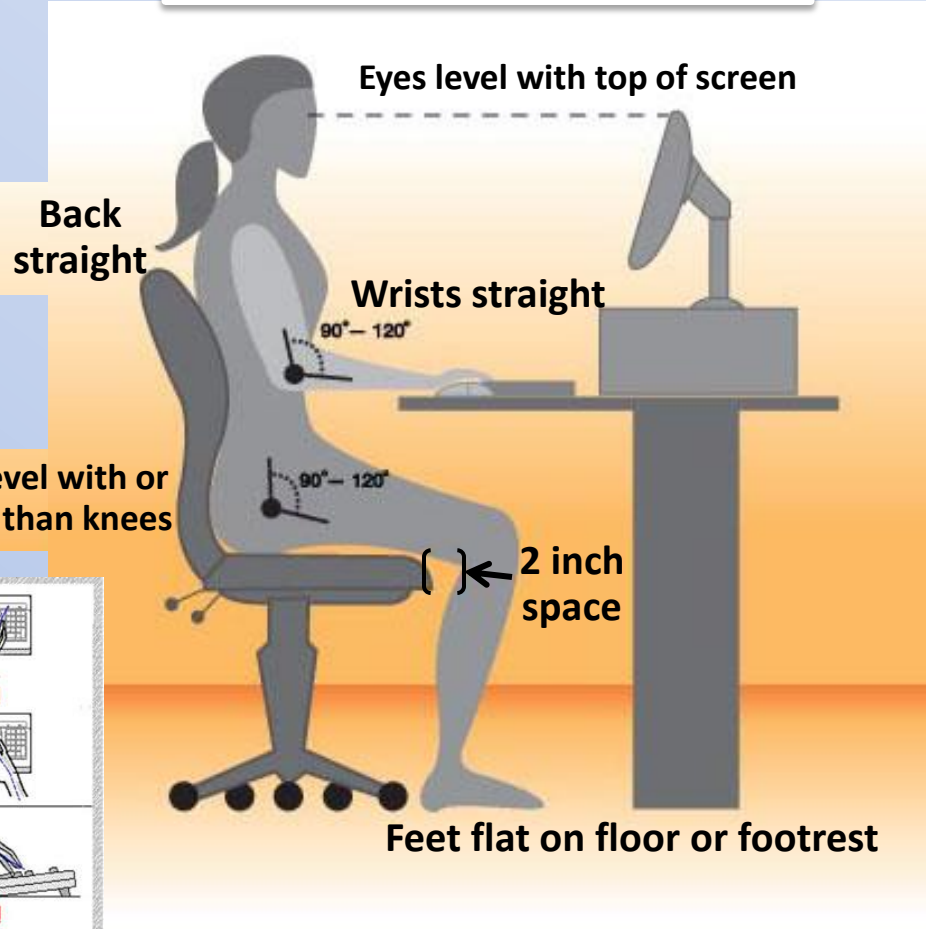 Eyes level with top of screen
Back
straight
Wrists straight
90°– 120°
level with or
than knees
90°– 120°
2 inch
space
Feet flat on floor or footrest